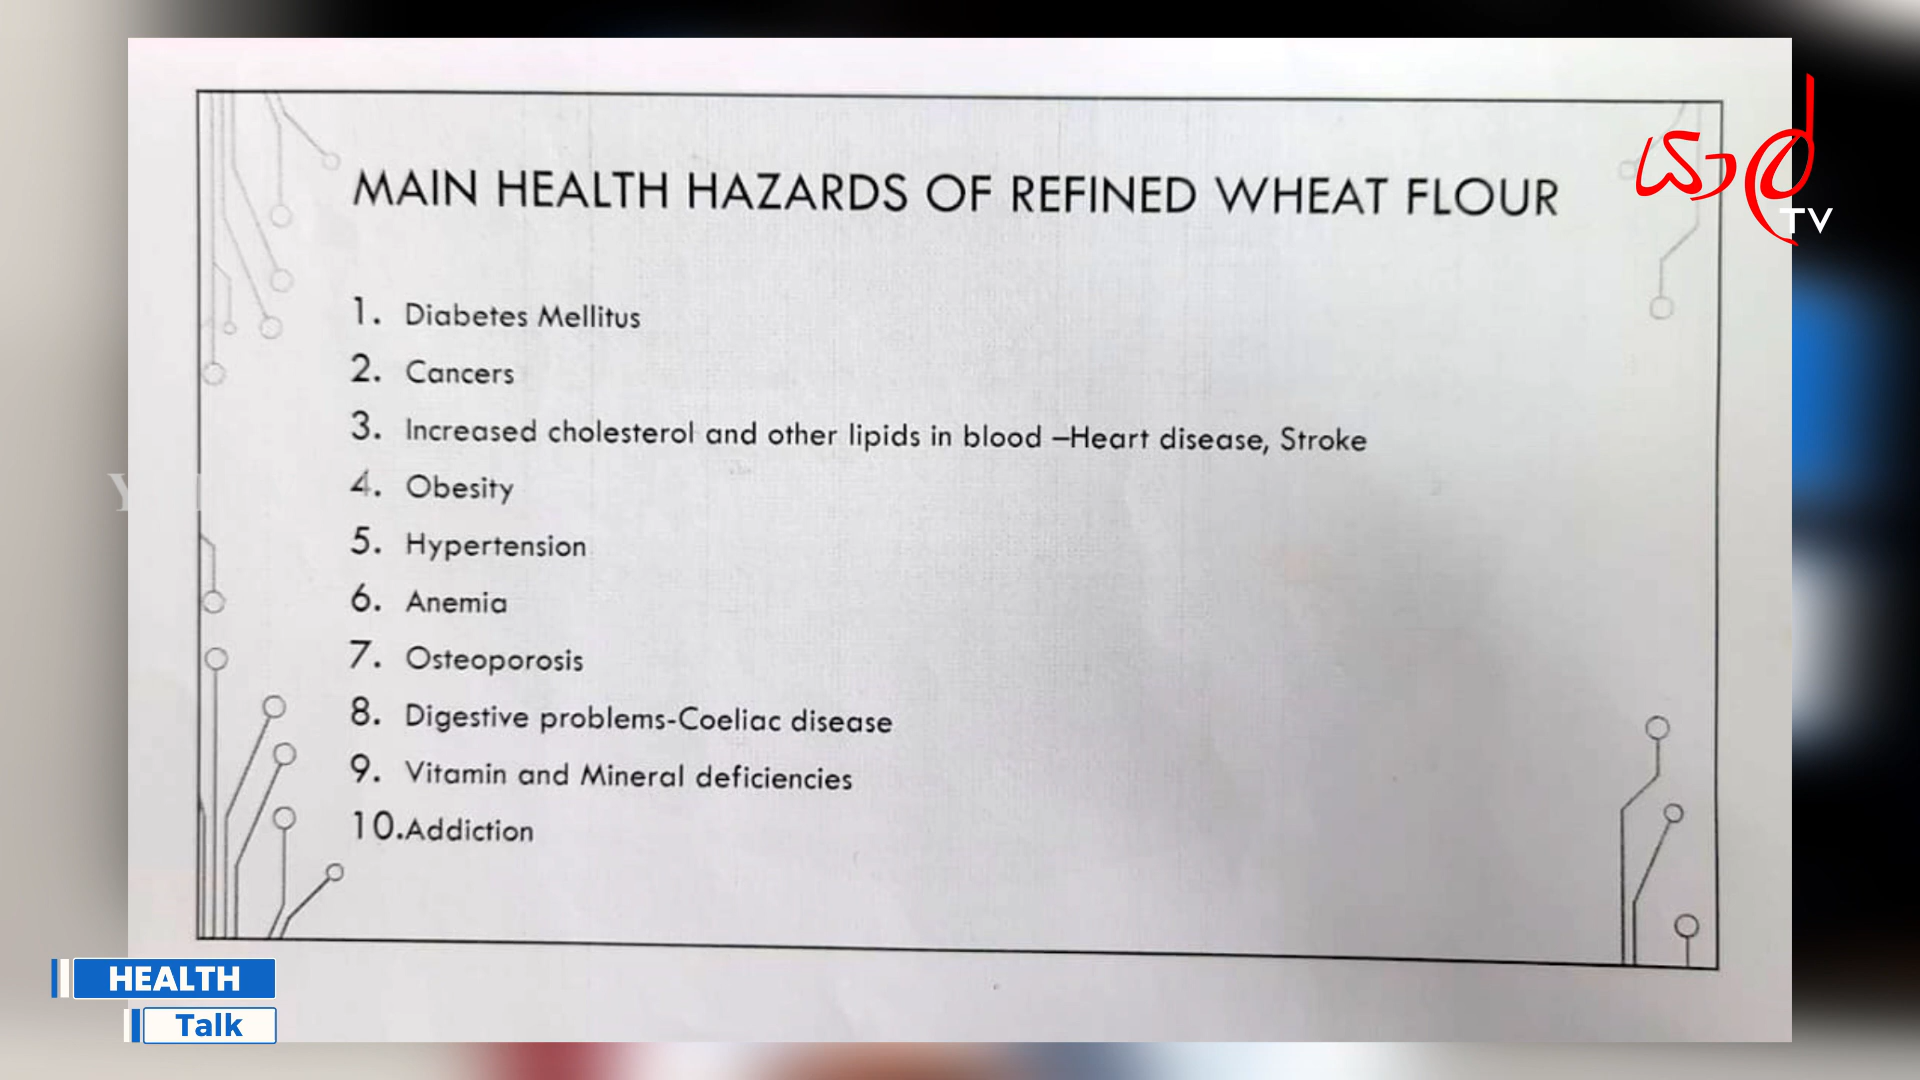 MAIN HEALTH HAZARDS OF REFINED WHEAT FLOUR
யாழ்
TV
1. Diabetes Mellitus
2. Cancers
3. Increased cholesterol and other lipids in blood –Heart disease, Stroke
4. Obesity
5. Hypertension
6. Anemia
7. Osteoporosis
8. Digestive problems-Coeliac disease
9. Vitamin and Mineral deficiencies
10.Addiction
HEALTH
Talk